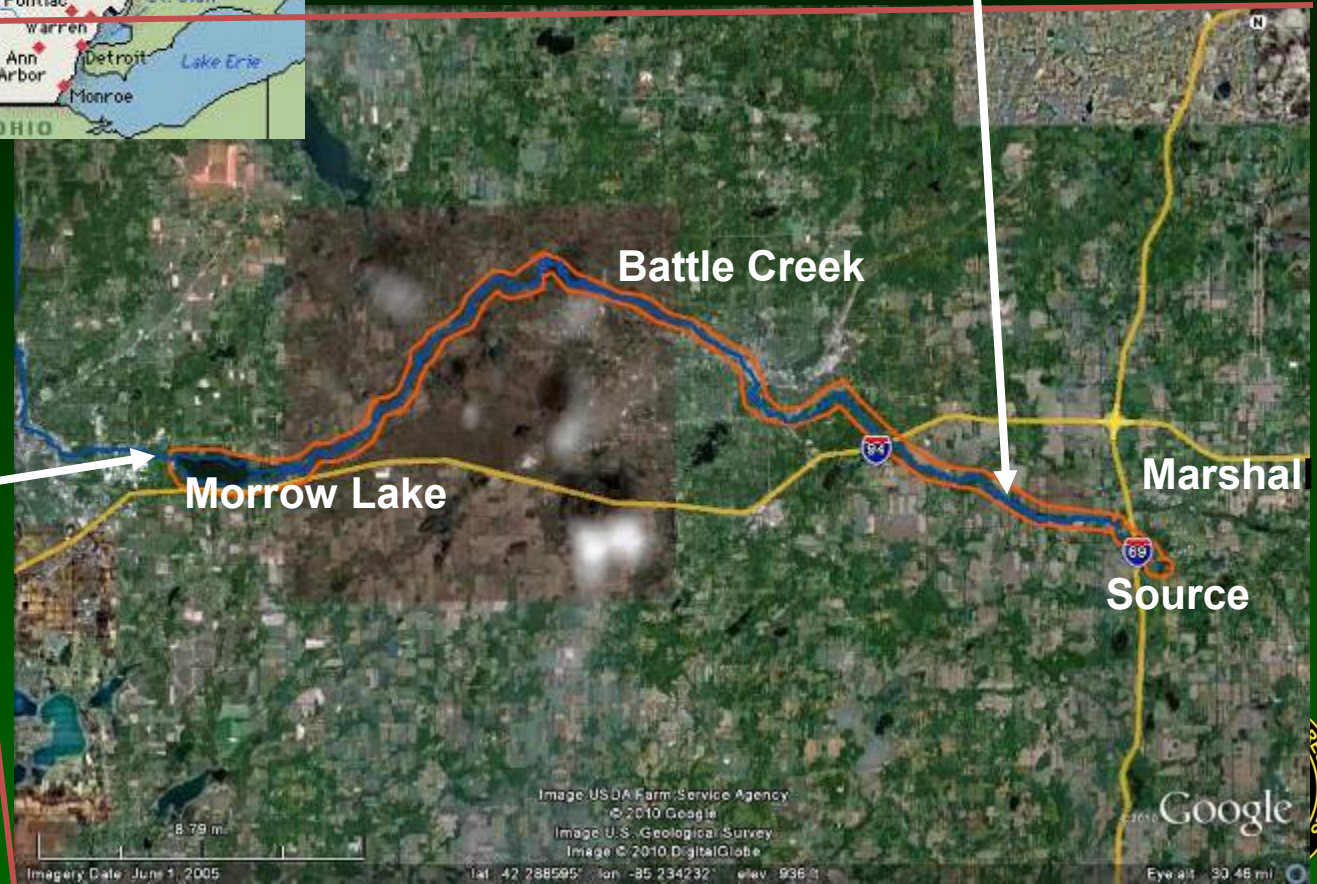 Pontiac
Warren
Ann
Arbor
Detroit
Lake Erie
Monroe
OHIO
N
Battle Creek
94
Morrow Lake
Marshal
69
Source
Image USDA Farm Service Agency
© 2010 Google
Image U.S. Geological Survey
Image © 2010 DigitalGlobe
©2010 Google
8.79 mi
Imagery Date: June 1, 2005
lat 42.288595° lon -85.234232° elev 936 ft
Eye alt 30.46 mi